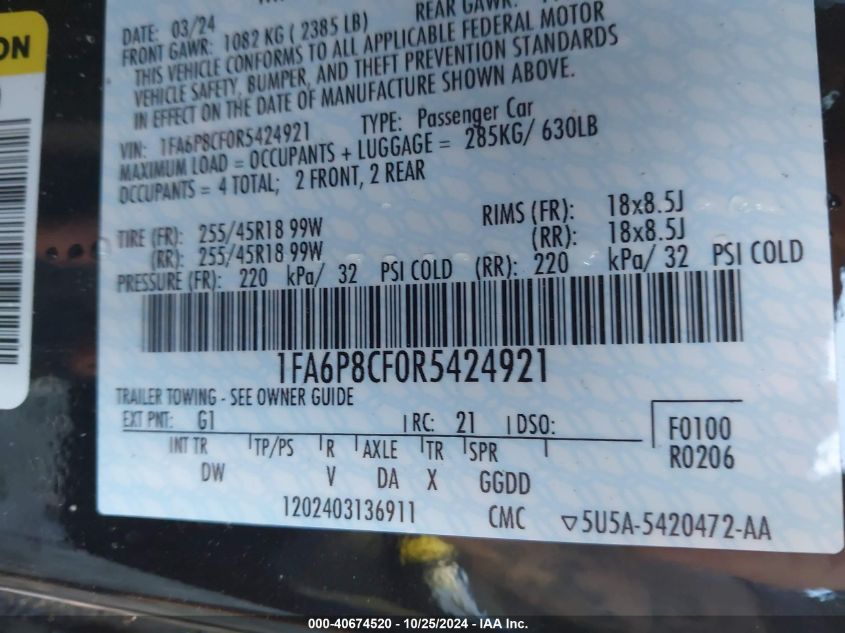 ON
REAR GAWR:
DATE: 03/24
FRONT GAWR: 1082 KG ( 2385 LB)
THIS VEHICLE CONFORMS TO ALL APPLICABLE FEDERAL MOTOR
VEHICLE SAFETY, BUMPER, AND THEFT PREVENTION STANDARDS
IN EFFECT ON THE DATE OF MANUFACTURE SHOWN ABOVE.
VIN: 1FA6P8CF0R5424921 TYPE: Passenger Car
MAXIMUM LOAD = OCCUPANTS + LUGGAGE = 285KG/ 630LB
OCCUPANTS = 4 TOTAL; 2 FRONT, 2 REAR
TIRE (FR): 255/45R18 99W RIMS (FR): 18x8.5J
(RR): 255/45R18 99W (RR): 18x8.5J
PRESSURE (FR): 220 kPa/ 32 PSI COLD (RR): 220 kPa/ 32 PSI COLD
1FA6P8CF0R5424921
TRAILER TOWING - SEE OWNER GUIDE
EXT PNT: G1 RC: 21 DSO: F0100
INT TR TP/PS R AXLE TR SPR R0206
DW V DA X GGDD
1202403136911 CMC ▽5U5A-5420472-AA
000-40674520 - 10/25/2024 - IAA Inc.